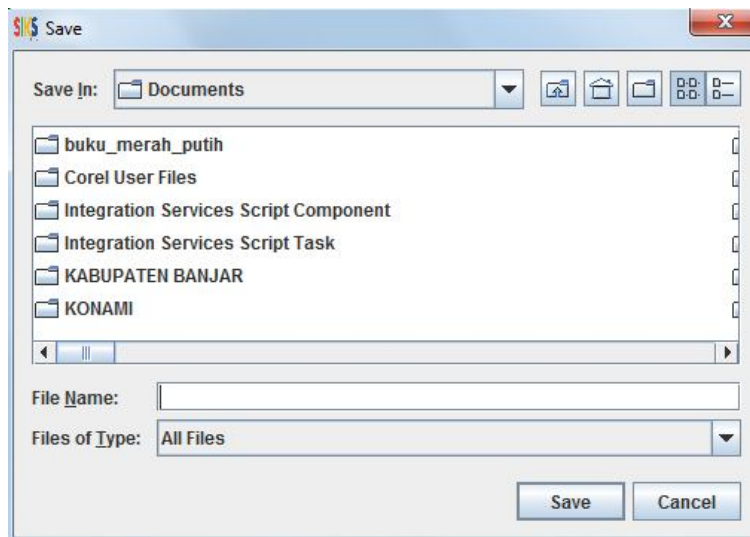 SIKS Save
Save In: Documents
buku_merah_putih
Corel User Files
Integration Services Script Component
Integration Services Script Task
KABUPATEN BANJAR
KONAMI
File Name:
Files of Type: All Files
Save Cancel